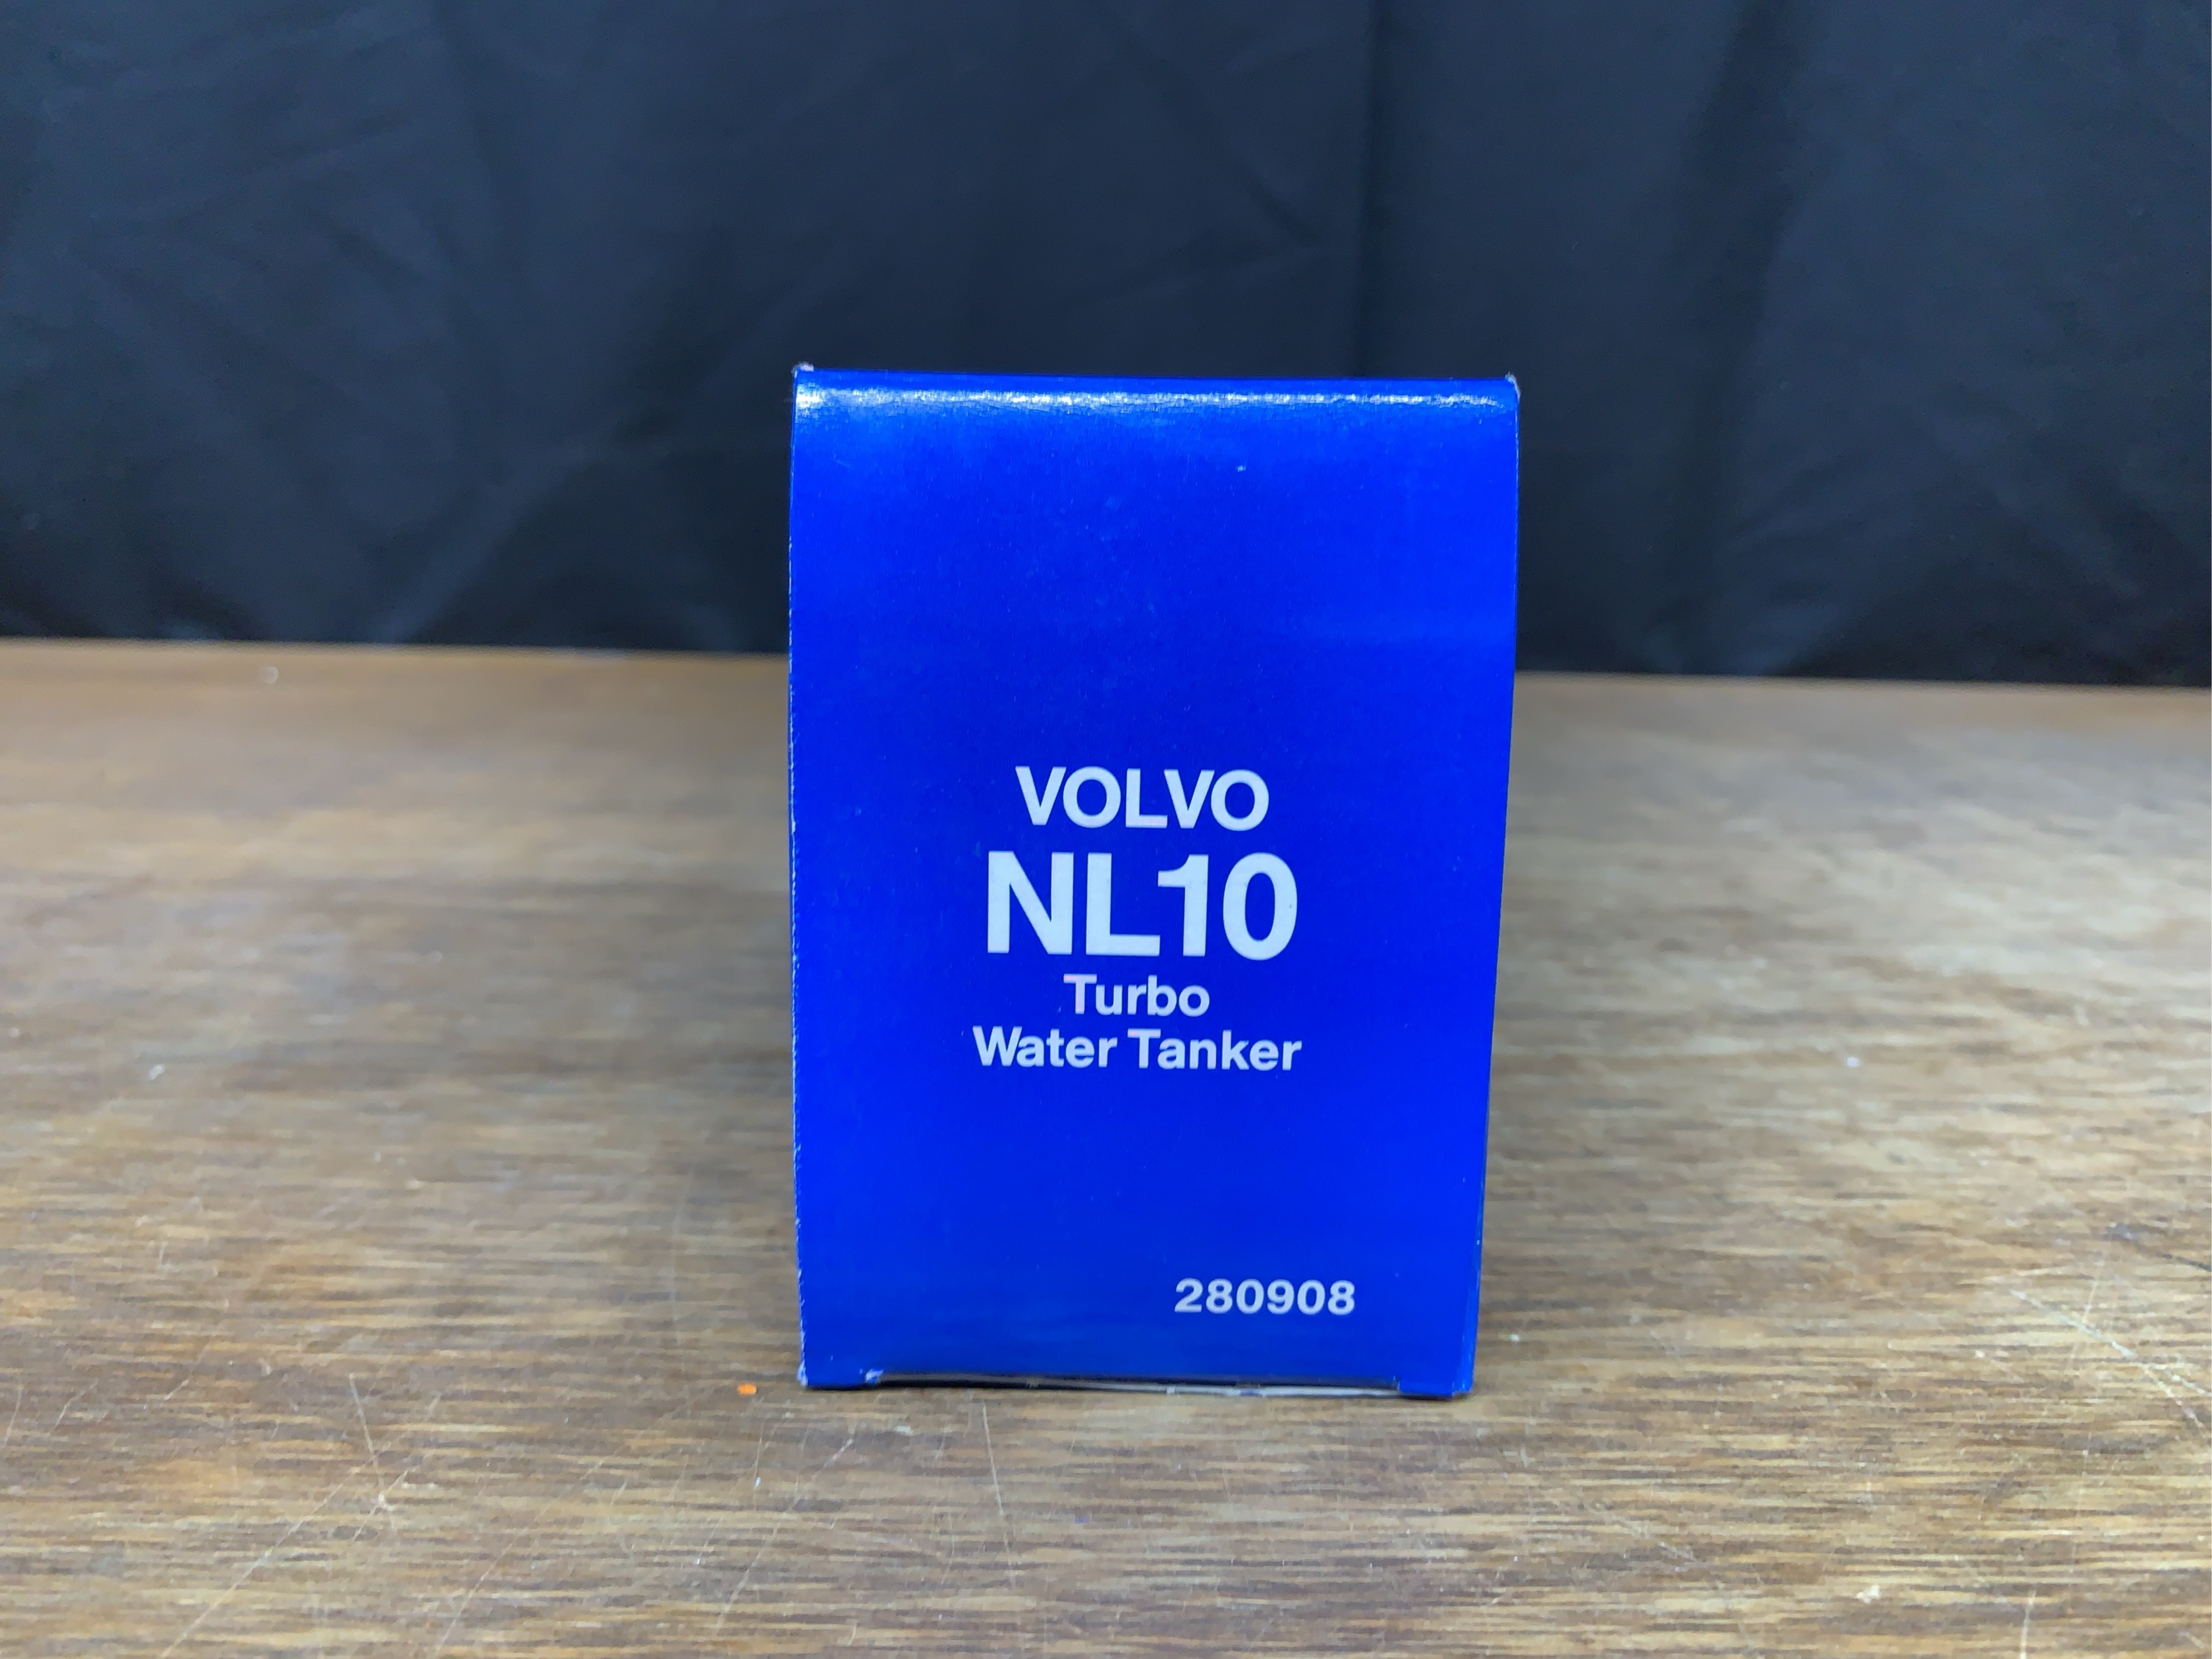 VOLVO
NL10
Turbo
Water Tanker
280908